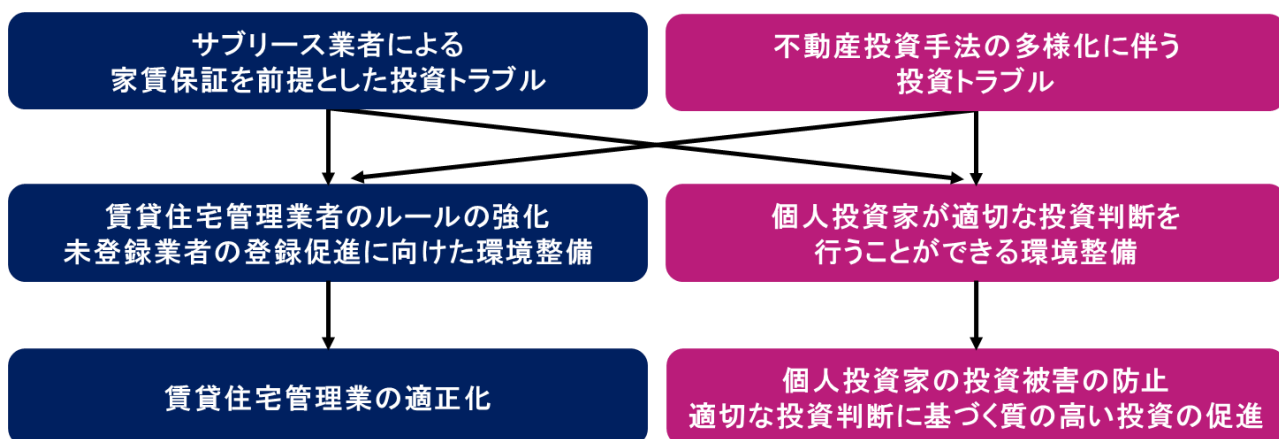 サブリース業者による
家賃保証を前提とした投資トラブル
不動産投資手法の多様化に伴う
投資トラブル
賃貸住宅管理業者のルールの強化
未登録業者の登録促進に向けた環境整備
個人投資家が適切な投資判断を
行うことができる環境整備
賃貸住宅管理業の適正化
個人投資家の投資被害の防止
適切な投資判断に基づく質の高い投資の促進